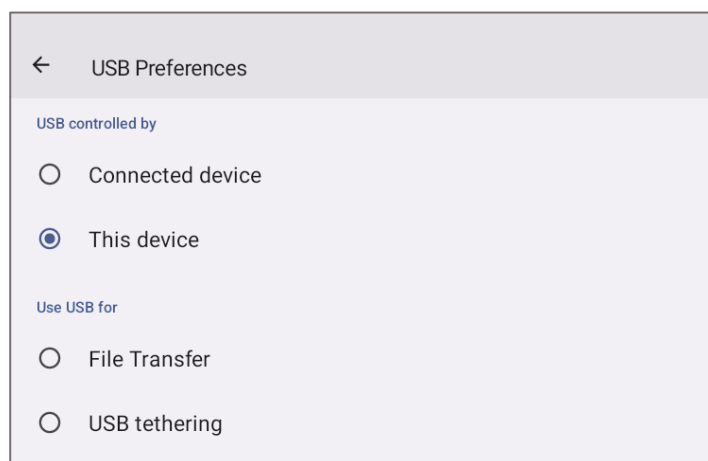 USB Preferences
USB controlled by
Connected device
This device
Use USB for
File Transfer
USB tethering